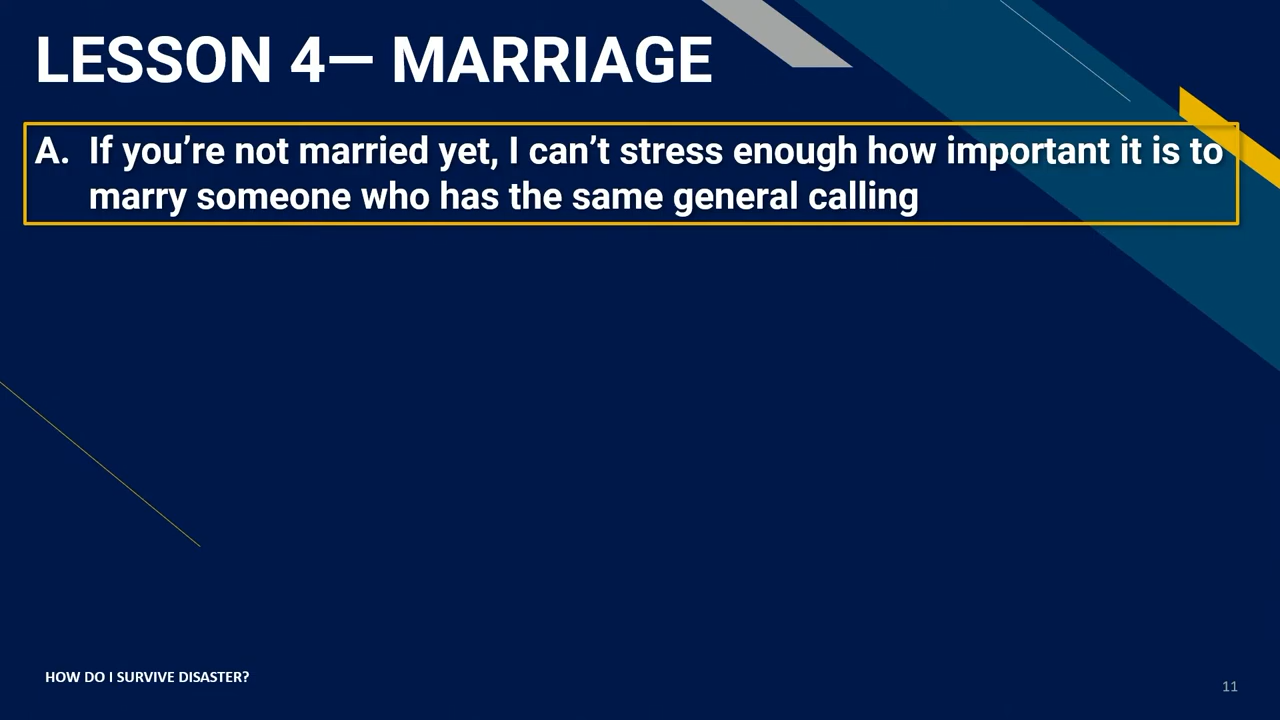 LESSON 4— MARRIAGE
A. If you’re not married yet, I can’t stress enough how important it is to
marry someone who has the same general calling
HOW DO I SURVIVE DISASTER?
11